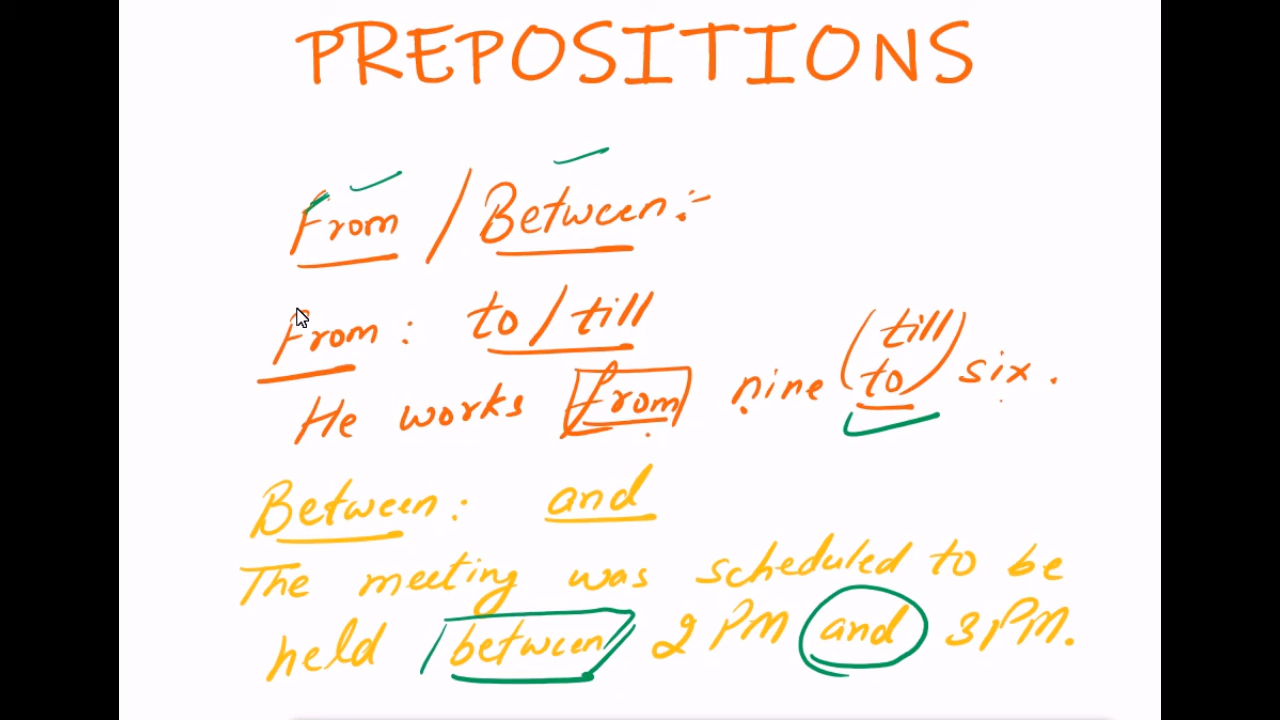 PREPOSITIONS
From / Between :-
From : to / till
He works from nine (till to) six.
Between : and
The meeting was scheduled to be
held between 2 PM and 3 PM.